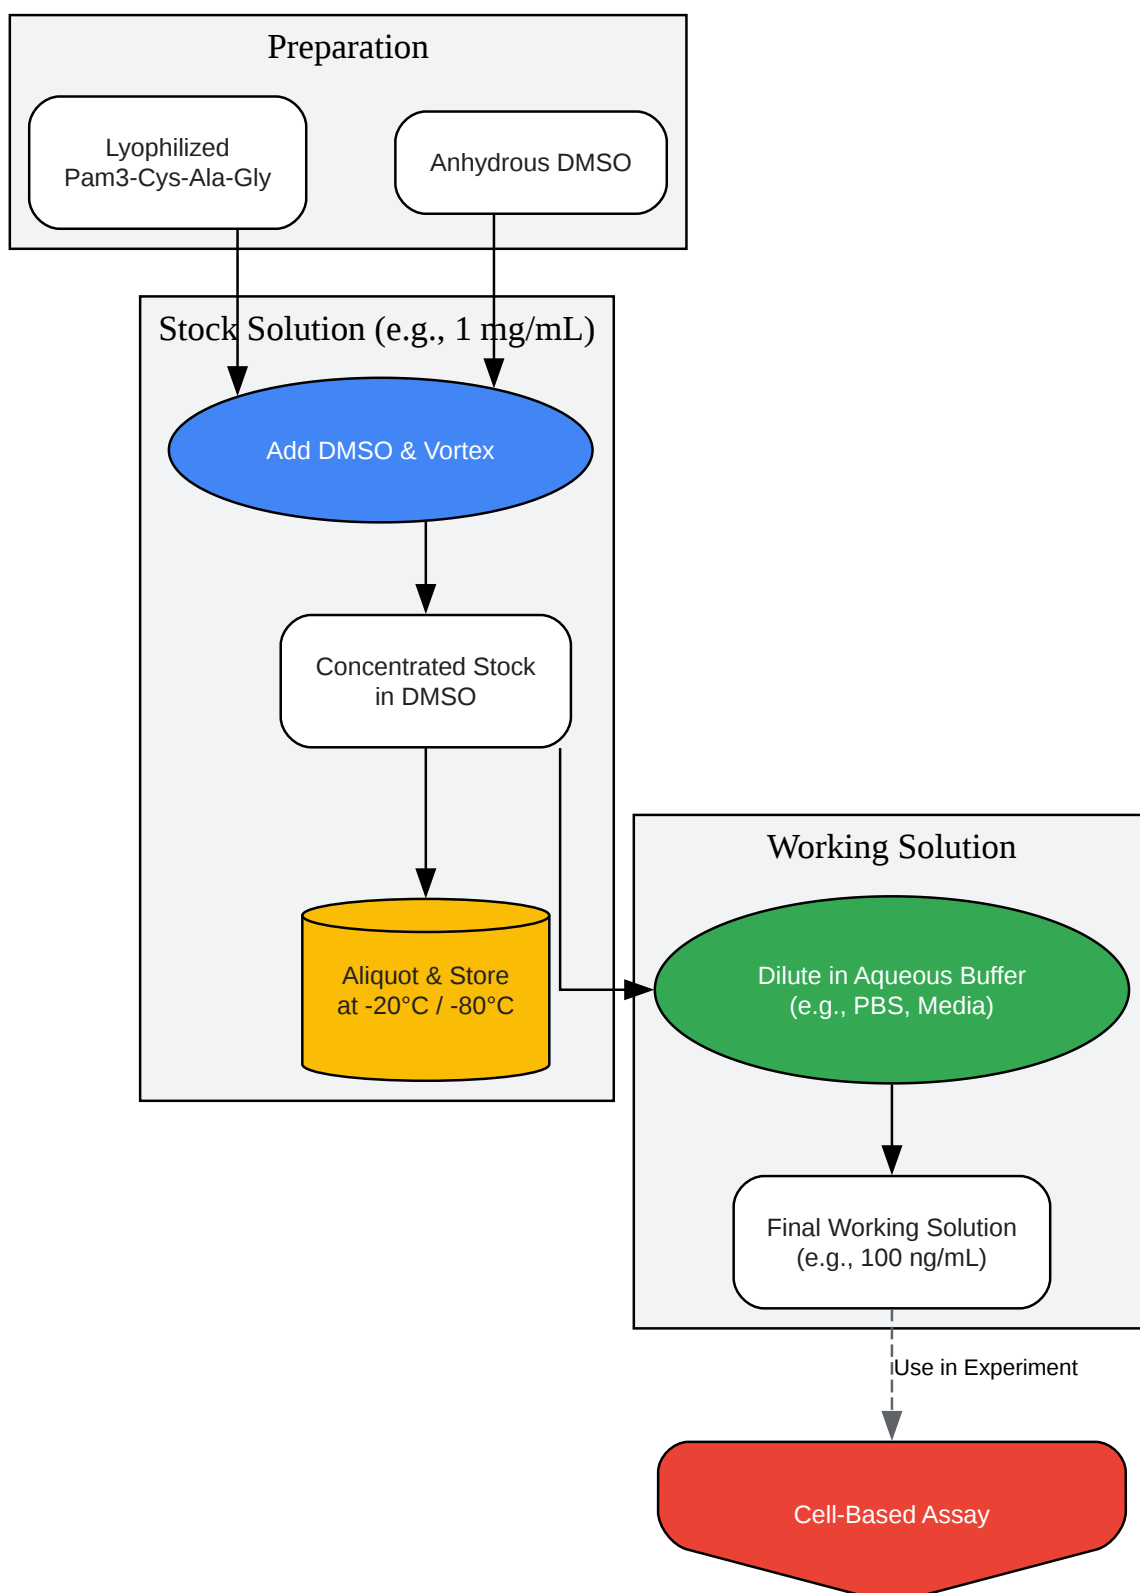 Preparation
Lyophilized
Pam3-Cys-Ala-Gly
Anhydrous DMSO
Stock Solution (e.g., 1 mg/mL)
Add DMSO & Vortex
Concentrated Stock
in DMSO
Aliquot & Store
at -20°C / -80°C
Working Solution
Dilute in Aqueous Buffer
(e.g., PBS, Media)
Final Working Solution
(e.g., 100 ng/mL)
Use in Experiment
Cell-Based Assay